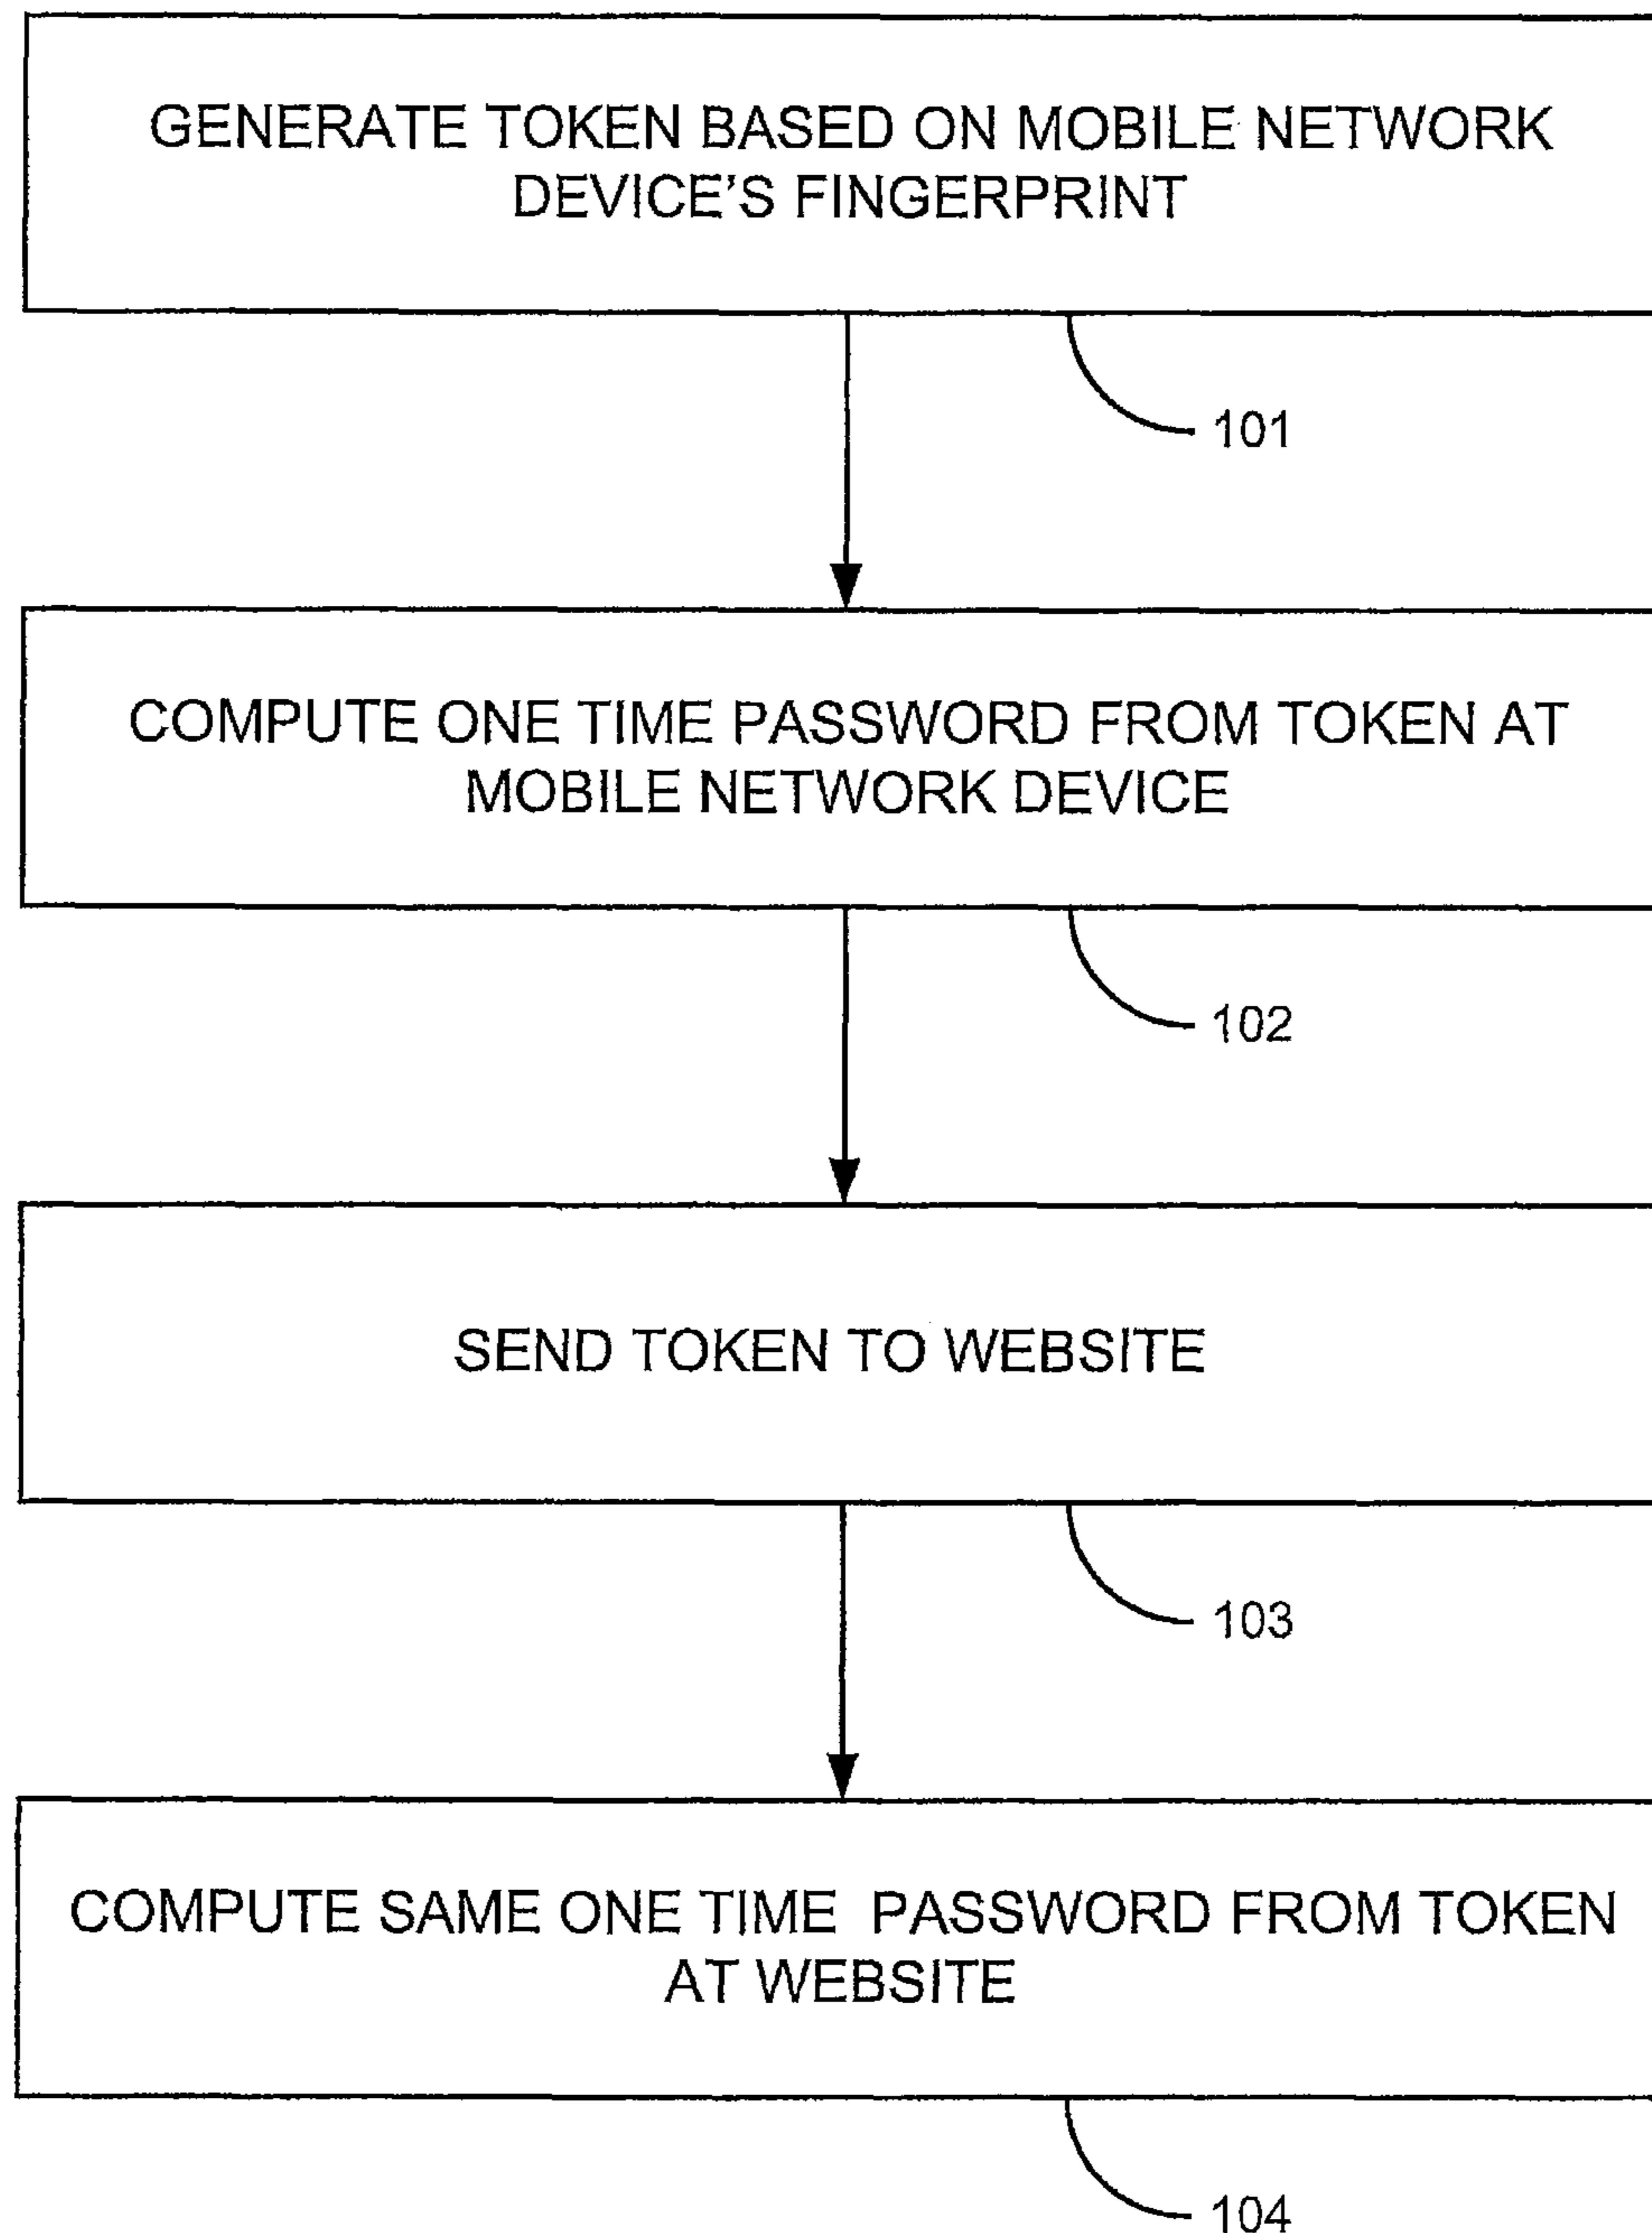 GENERATE TOKEN BASED ON MOBILE NETWORK
DEVICE'S FINGERPRINT
101
COMPUTE ONE TIME PASSWORD FROM TOKEN AT
MOBILE NETWORK DEVICE
102
SEND TOKEN TO WEBSITE
103
COMPUTE SAME ONE TIME PASSWORD FROM TOKEN
AT WEBSITE
104